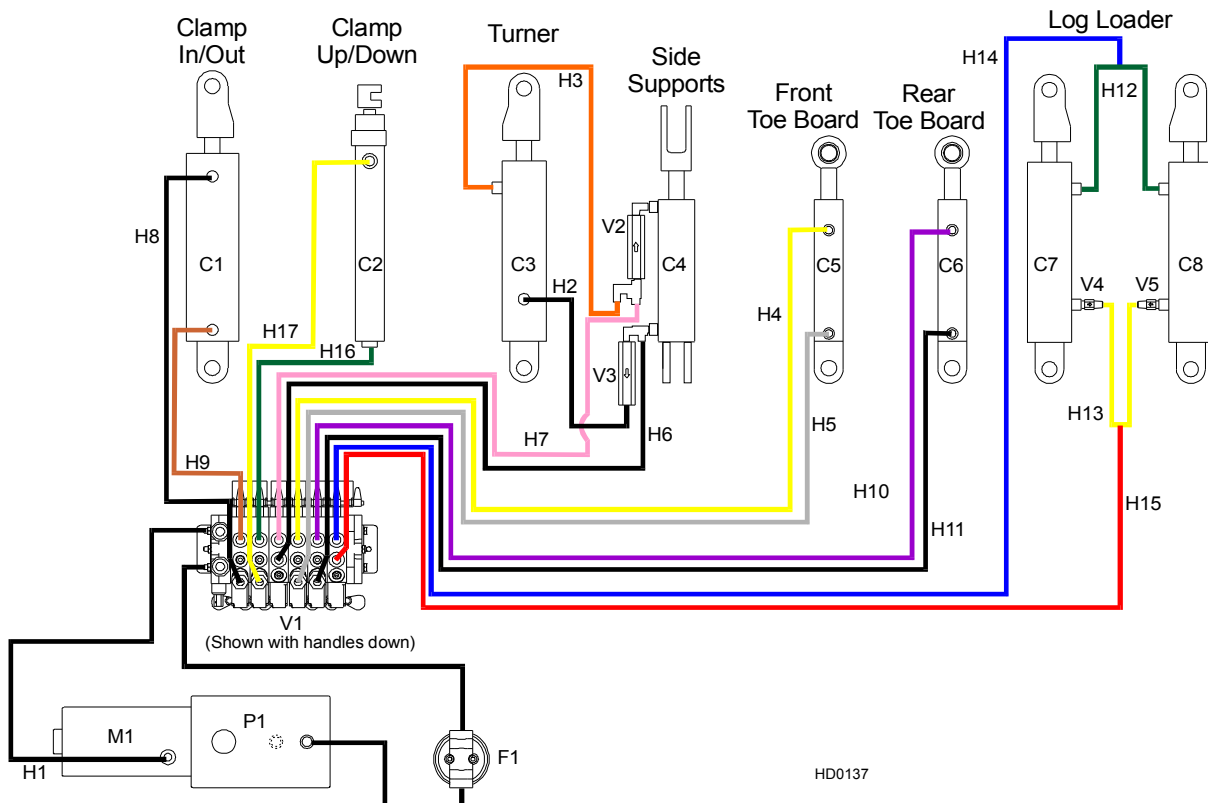 Clamp
In/Out
Clamp
Up/Down
Turner
Side
Supports
Front
Toe Board
Rear
Toe Board
Log Loader
H3
H14
H12
H8
V2
C1
C2
C3
C4
C5
C6
C7
C8
V4
V5
H2
H4
H17
H16
V3
H13
H9
H7
H6
H5
H10
H11
H15
V1
(Shown with handles down)
P1
M1
F1
H1
HD0137